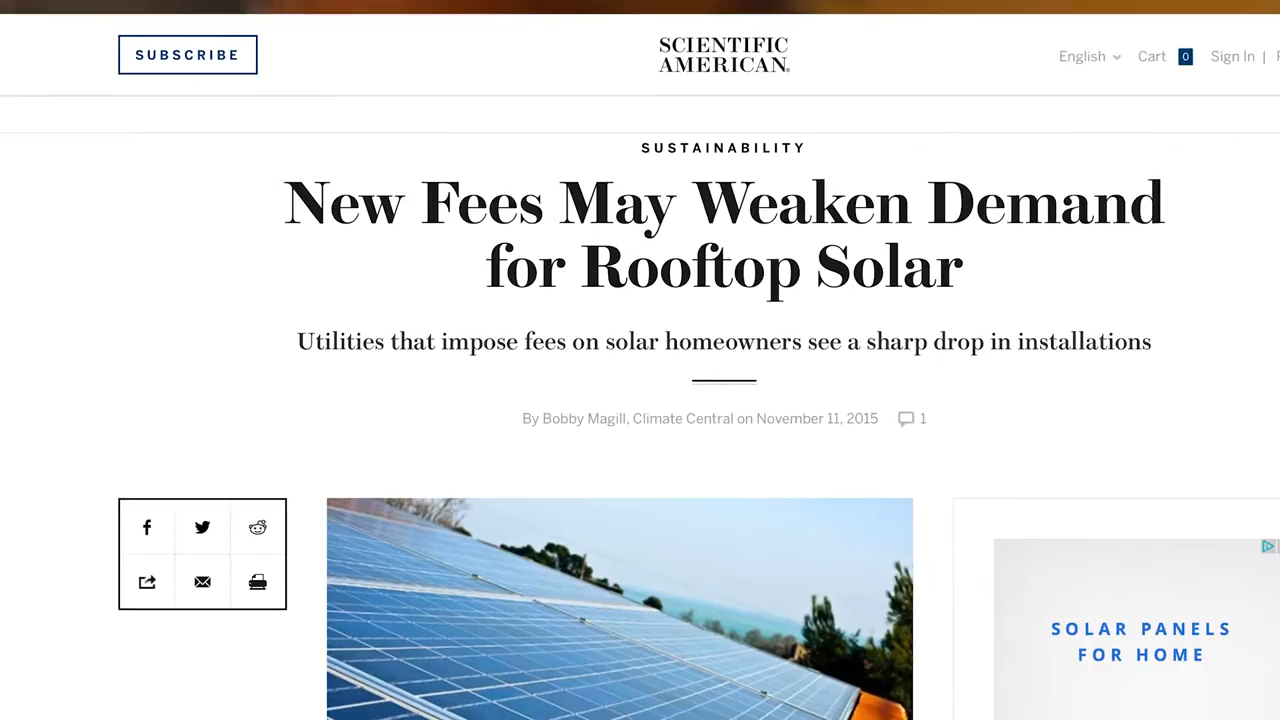 SUBSCRIBE
SCIENTIFIC
AMERICAN
English
Cart 0
Sign In |
SUSTAINABILITY
New Fees May Weaken Demand
for Rooftop Solar
Utilities that impose fees on solar homeowners see a sharp drop in installations
By Bobby Magill, Climate Central on November 11, 2015 1
SOLAR PANELS
FOR HOME